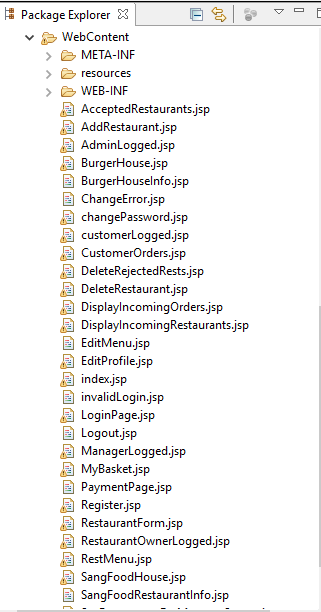 Package Explorer
WebContent
META-INF
resources
WEB-INF
AcceptedRestaurants.jsp
AddRestaurant.jsp
AdminLogged.jsp
BurgerHouse.jsp
BurgerHouseInfo.jsp
ChangeError.jsp
changePassword.jsp
customerLogged.jsp
CustomerOrders.jsp
DeleteRejectedRests.jsp
DeleteRestaurant.jsp
DisplayIncomingOrders.jsp
DisplayIncomingRestaurants.jsp
EditMenu.jsp
EditProfile.jsp
index.jsp
invalidLogin.jsp
LoginPage.jsp
Logout.jsp
ManagerLogged.jsp
MyBasket.jsp
PaymentPage.jsp
Register.jsp
RestaurantForm.jsp
RestaurantOwnerLogged.jsp
RestMenu.jsp
SangFoodHouse.jsp
SangFoodRestaurantInfo.jsp